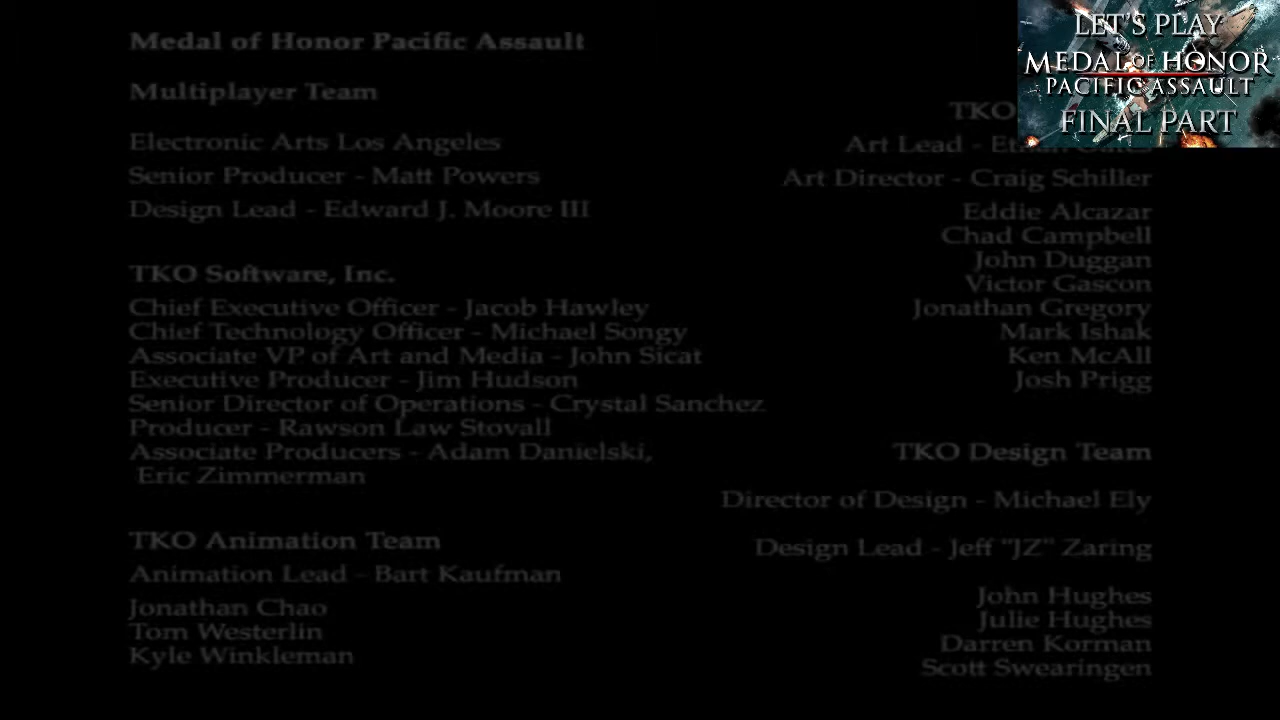 Medal of Honor Pacific Assault
Multiplayer Team
Electronic Arts Los Angeles
Senior Producer - Matt Powers
Design Lead - Edward J. Moore III
TKO Software, Inc.
Chief Executive Officer - Jacob Hawley
Chief Technology Officer - Michael Songy
Associate VP of Art and Media - John Sicat
Executive Producer - Jim Hudson
Senior Director of Operations - Crystal Sanchez
Producer - Rawson Law Stovall
Associate Producers - Adam Danielski,
Eric Zimmerman
TKO Animation Team
Animation Lead - Bart Kaufman
Jonathan Chao
Tom Westerlin
Kyle Winkleman
LET'S PLAY
MEDAL OF HONOR
PACIFIC ASSAULT
FINAL PART
TKO
Art Lead -
Art Director - Craig Schiller
Eddie Alcazar
Chad Campbell
John Duggan
Victor Gascon
Jonathan Gregory
Mark Ishak
Ken McAll
Josh Prigg
TKO Design Team
Director of Design - Michael Ely
Design Lead - Jeff "JZ" Zaring
John Hughes
Julie Hughes
Darren Korman
Scott Swearingen